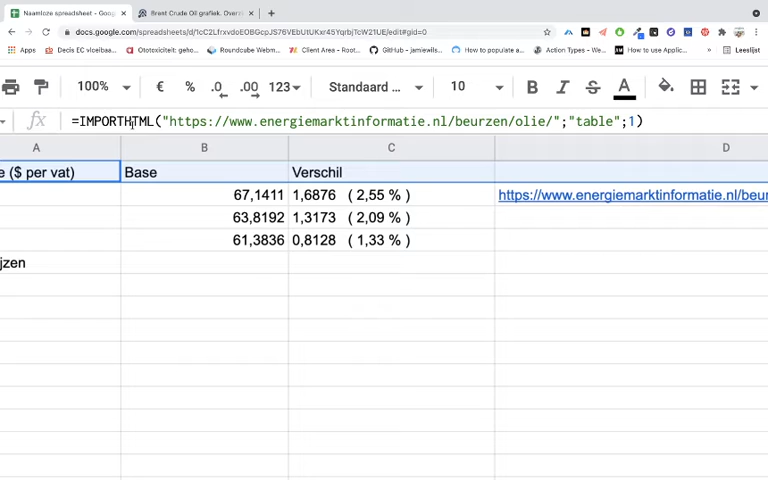 Naamloze spreadsheet - Goog
Brent Crude Oil grafiek. Overzi
docs.google.com/spreadsheets/d/1cC2LfrxvdoEOBGcpJS76VEbUtUKxr45YqrbjTcW21UE/edit#gid=0
Apps
Decis EC vloeibaa...
Ototoxiciteit: geho...
Roundcube Webm...
Client Area - Root...
GitHub - jamiewils...
How to populate a...
Action Types - We...
How to use Applic...
»
Leeslijst
100%
€
%
.0
.00
123
Standaard ...
10
B
I
S
A
fx
=IMPORTHTML("https://www.energiemarktinformatie.nl/beurzen/olie/";"table";1)
A
B
C
D
e ($ per vat)
Base
Verschil
67,1411
1,6876 ( 2,55 % )
https://www.energiemarktinformatie.nl/beur
63,8192
1,3173 ( 2,09 % )
61,3836
0,8128 ( 1,33 % )
ijzen